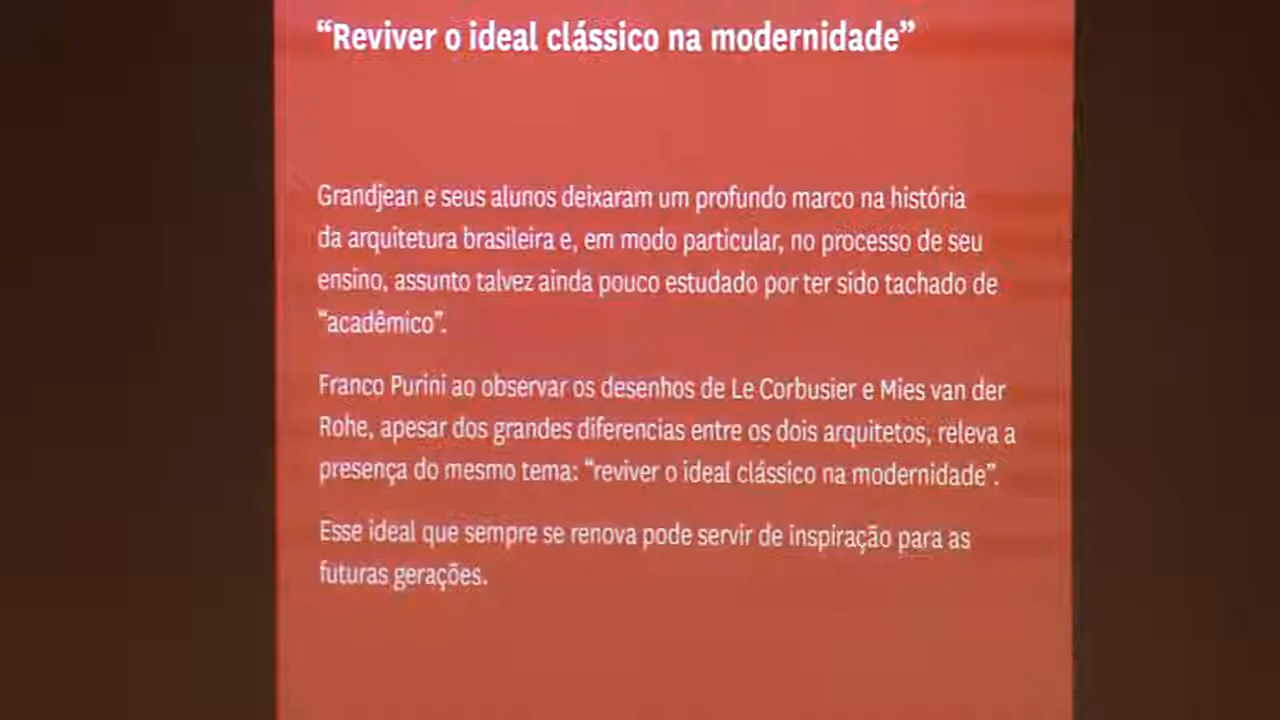 “Reviver o ideal clássico na modernidade”
Grandjean e seus alunos deixaram um profundo marco na história
da arquitetura brasileira e, em modo particular, no processo de seu
ensino, assunto talvez ainda pouco estudado por ter sido tachado de
“acadêmico”.
Franco Purini ao observar os desenhos de Le Corbusier e Mies van der
Rohe, apesar dos grandes diferencias entre os dois arquitetos, releva a
presença do mesmo tema: “reviver o ideal clássico na modernidade”.
Esse ideal que sempre se renova pode servir de inspiração para as
futuras gerações.